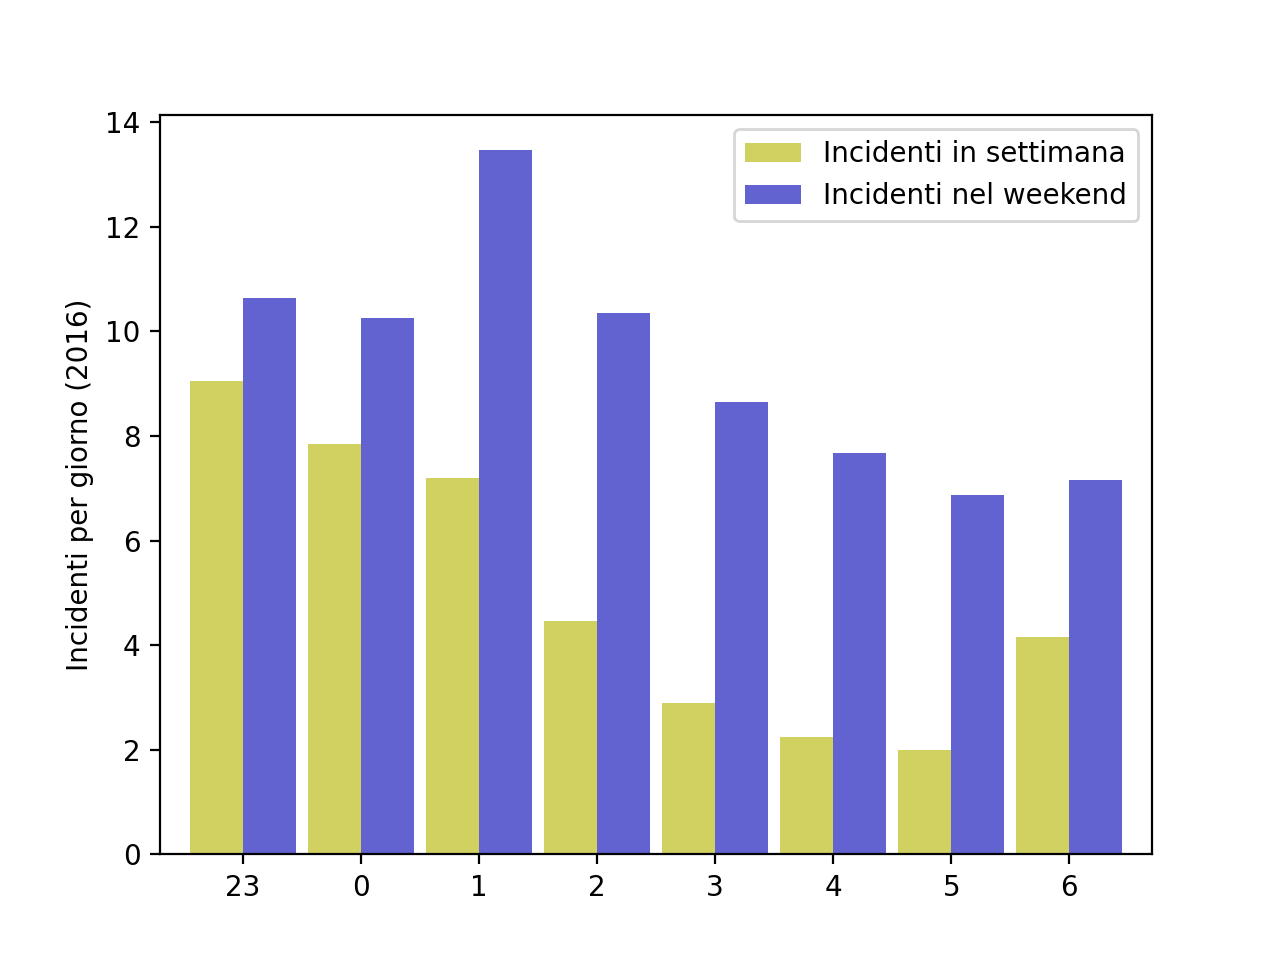 Incidenti per giorno (2016)
14
12
10
8
6
4
2
0
Incidenti in settimana
Incidenti nel weekend
23 0 1 2 3 4 5 6